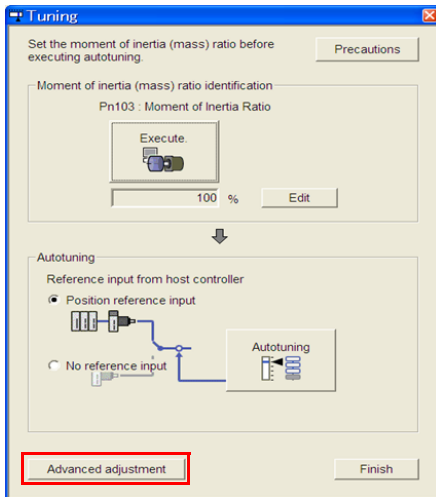 Tuning
Set the moment of inertia (mass) ratio before
executing autotuning.
Precautions
Moment of inertia (mass) ratio identification
Pn103 : Moment of Inertia Ratio
Execute.
100 %
Edit
Autotuning
Reference input from host controller
Position reference input
No reference input
Autotuning
Advanced adjustment
Finish